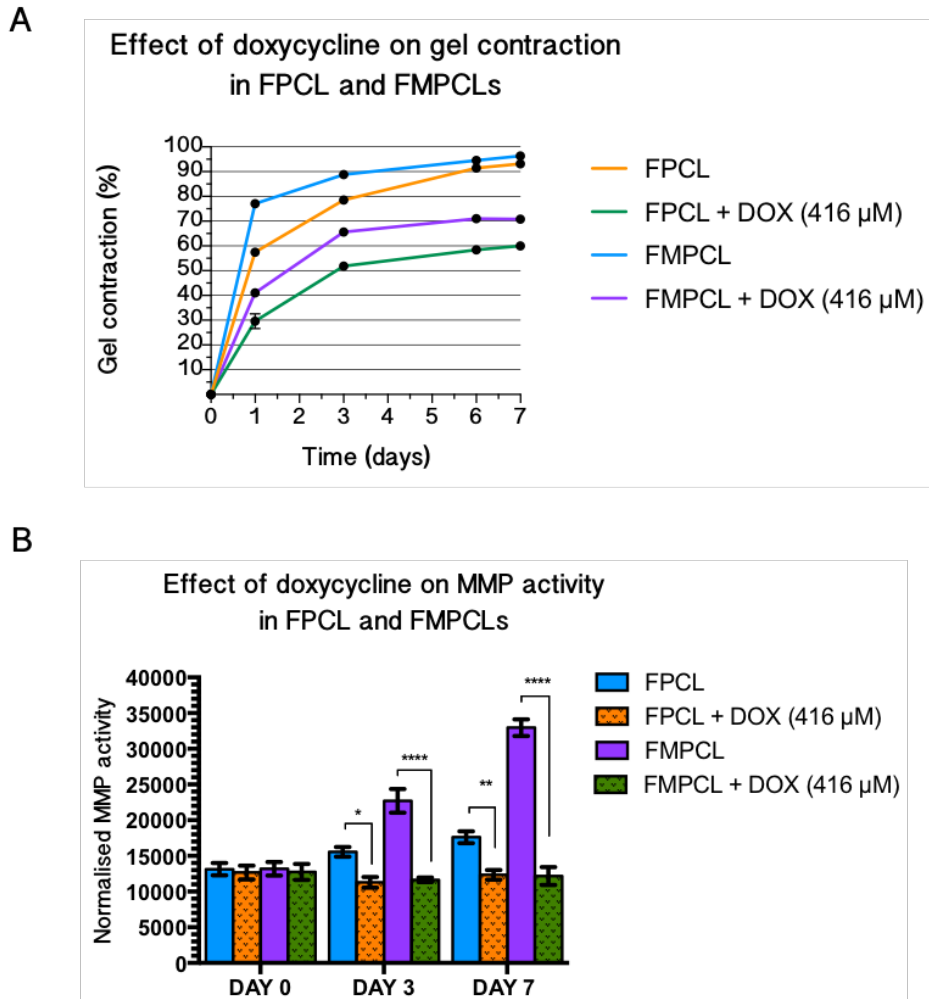 A
Effect of doxycycline on gel contraction
in FPCL and FMPCLs
Gel contraction (%)
100
90
80
70
60
50
40
30
20
10
0 1 2 3 4 5 6 7
Time (days)
FPCL
FPCL + DOX (416 µM)
FMPCL
FMPCL + DOX (416 µM)
B
Effect of doxycycline on MMP activity
in FPCL and FMPCLs
Normalised MMP activity
40000
35000
30000
25000
20000
15000
10000
5000
0
*
****
**
****
DAY 0 DAY 3 DAY 7
FPCL
FPCL + DOX (416 µM)
FMPCL
FMPCL + DOX (416 µM)